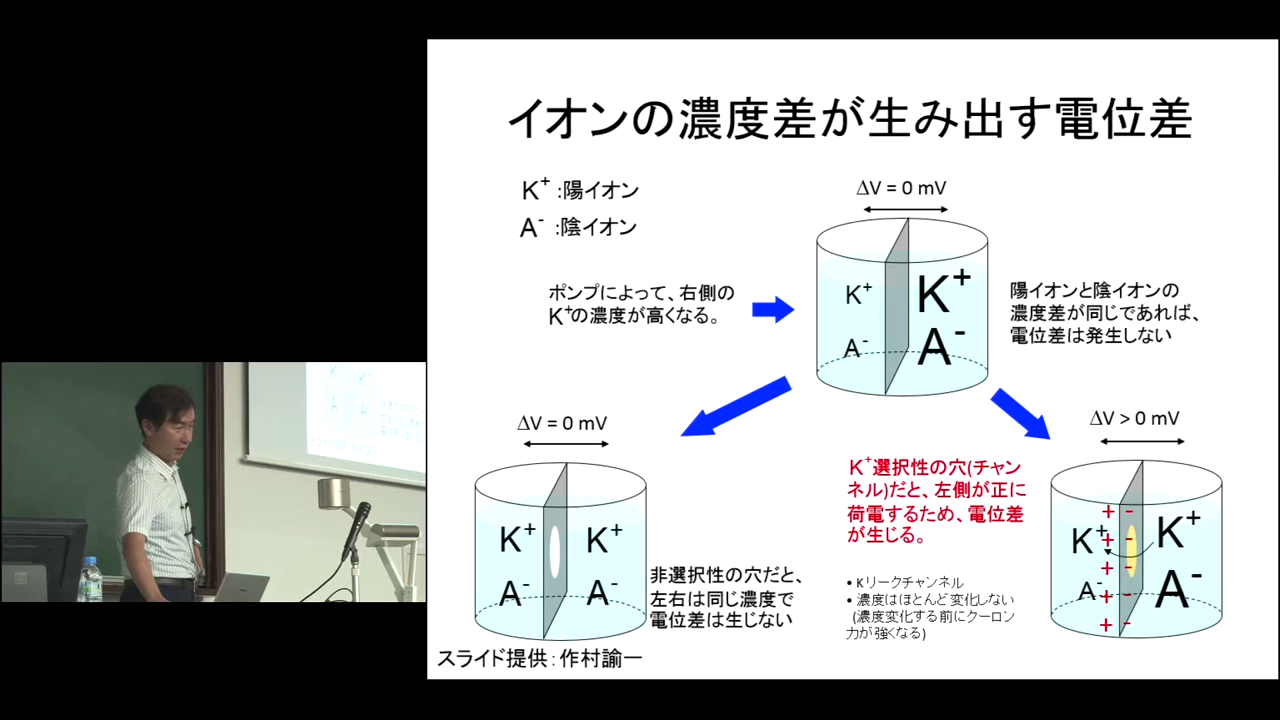 イオンの濃度差が生み出す電位差
K⁺ :陽イオン
A⁻ :陰イオン
ΔV = 0 mV
ポンプによって、右側の
K⁺の濃度が高くなる。
K⁺
K⁺
A⁻
A⁻
陽イオンと陰イオンの
濃度差が同じであれば、
電位差は発生しない
ΔV = 0 mV
K⁺
K⁺
A⁻
A⁻
非選択性の穴だと、
左右は同じ濃度で
電位差は生じない
K⁺選択性の穴(チャン
ネル)だと、左側が正に
荷電するため、電位差
が生じる。
• Kリークチャンネル
• 濃度はほとんど変化しない
(濃度変化する前にクーロン
力が強くなる)
ΔV > 0 mV
+ -
K⁺ + - K⁺
+ -
A⁻ + - A⁻
+ -
スライド提供：作村諭一